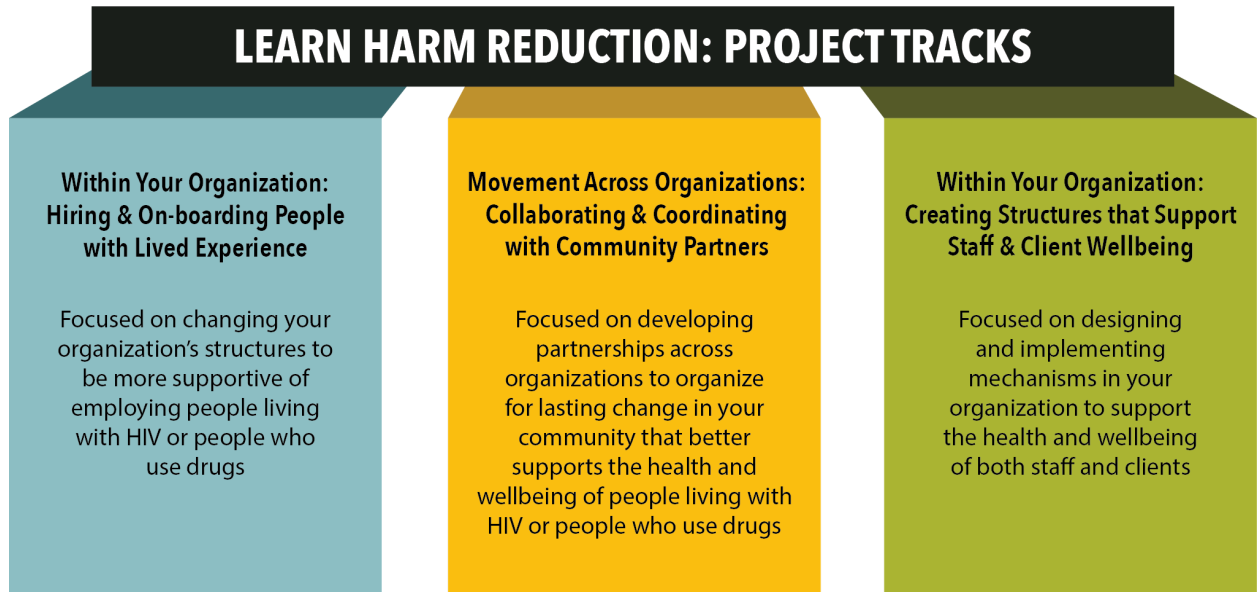 LEARN HARM REDUCTION: PROJECT TRACKS
Within Your Organization:
Hiring & On-boarding People
with Lived Experience
Focused on changing your
organization’s structures to
be more supportive of
employing people living
with HIV or people who
use drugs
Movement Across Organizations:
Collaborating & Coordinating
with Community Partners
Focused on developing
partnerships across
organizations to organize
for lasting change in your
community that better
supports the health and
wellbeing of people living with
HIV or people who use drugs
Within Your Organization:
Creating Structures that Support
Staff & Client Wellbeing
Focused on designing
and implementing
mechanisms in your
organization to support
the health and wellbeing
of both staff and clients